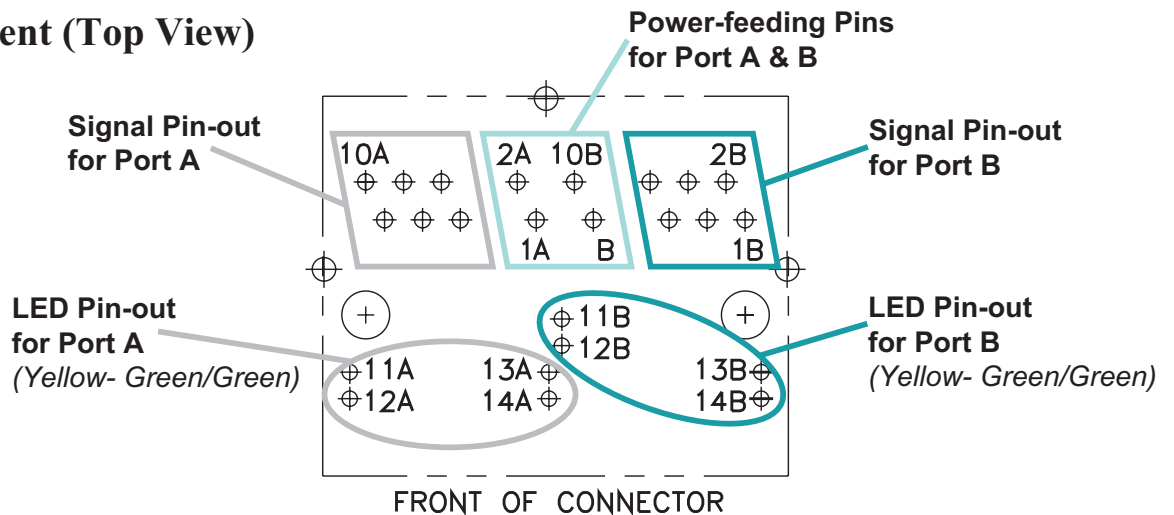 ent (Top View)
Power-feeding Pins
for Port A & B
Signal Pin-out
for Port A
Signal Pin-out
for Port B
10A
2A 10B
2B
1A B
1B
LED Pin-out
for Port A
(Yellow- Green/Green)
LED Pin-out
for Port B
(Yellow- Green/Green)
11B
12B
11A 13A
13B
12A 14A
14B
FRONT OF CONNECTOR